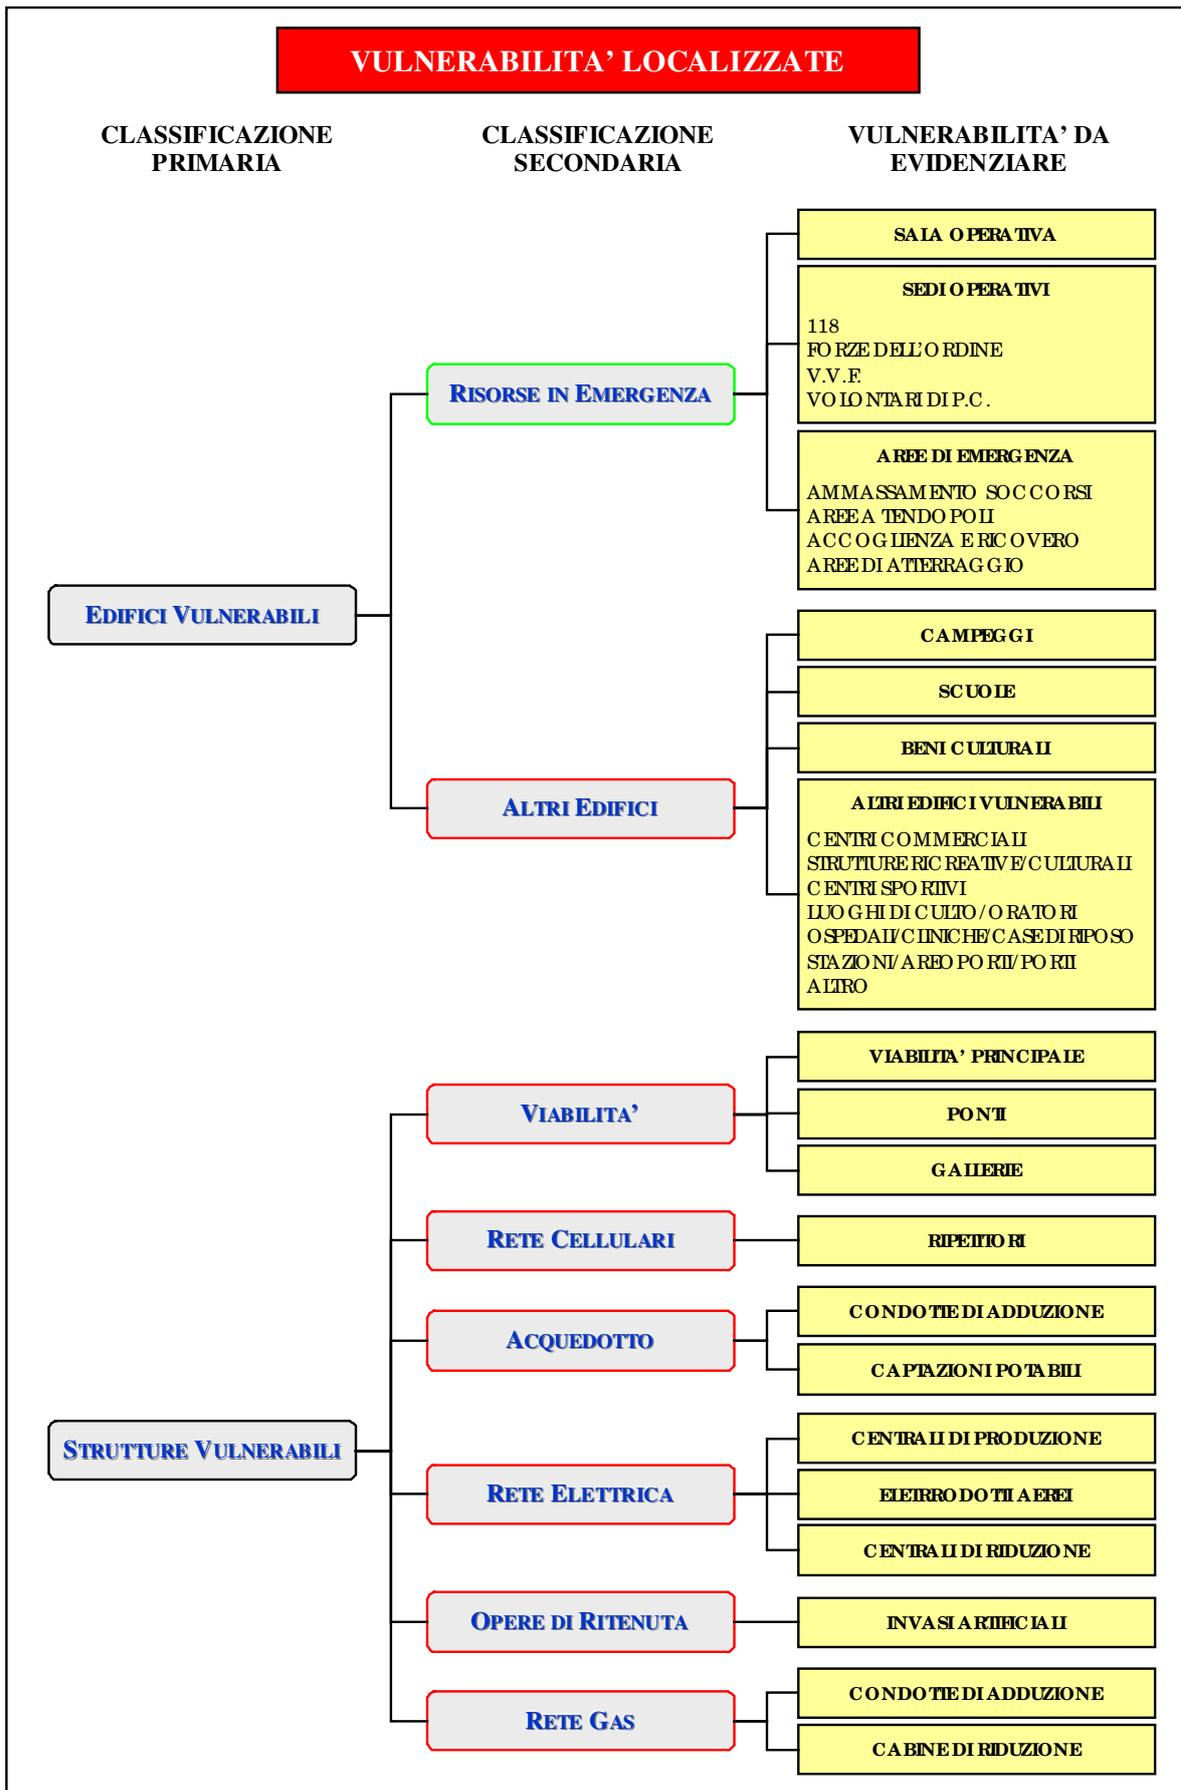 VULNERABILITA' LOCALIZZATE
CLASSIFICAZIONE
PRIMARIA
CLASSIFICAZIONE
SECONDARIA
VULNERABILITA' DA
EVIDENZIARE
SALA OPERATIVA
SEDI OPERATIVI
118
FORZE DELL'ORDINE
V.V.F.
VOLONTARI DI P.C.
RISORSE IN EMERGENZA
AREE DI EMERGENZA
AMMASSAMENTO SOCCORSI
AREE A TENDOPOLI
ACCOGLIENZA E RICOVERO
AREE DI ATTERRAGGIO
EDIFICI VULNERABILI
CAMPEGGI
SCUOLE
BENI CULTURALI
ALTRI EDIFICI
ALTRI EDIFICI VULNERABILI
CENTRI COMMERCIALI
STRUTTURE RICREATIVE/CULTURALI
CENTRI SPORTIVI
LUOGHI DI CULTO/ORATORI
OSPEDALI/CLINICHE/CASE DI RIPOSO
STAZIONI/AREOPORTI/PORTI
ALTRO
VIABILITA' PRINCIPALE
VIABILITA'
PONTI
GALLERIE
RETE CELLULARI
RIPETITORI
ACQUEDOTTO
CONDOTTE DI ADDUZIONE
CAPTAZIONI POTABILI
STRUTTURE VULNERABILI
CENTRALI DI PRODUZIONE
RETE ELETTRICA
ELETRRODOTTI AEREI
CENTRALI DI RIDUZIONE
OPERE DI RITENUTA
INVASI ARTIFICIALI
RETE GAS
CONDOTTE DI ADDUZIONE
CABINE DI RIDUZIONE